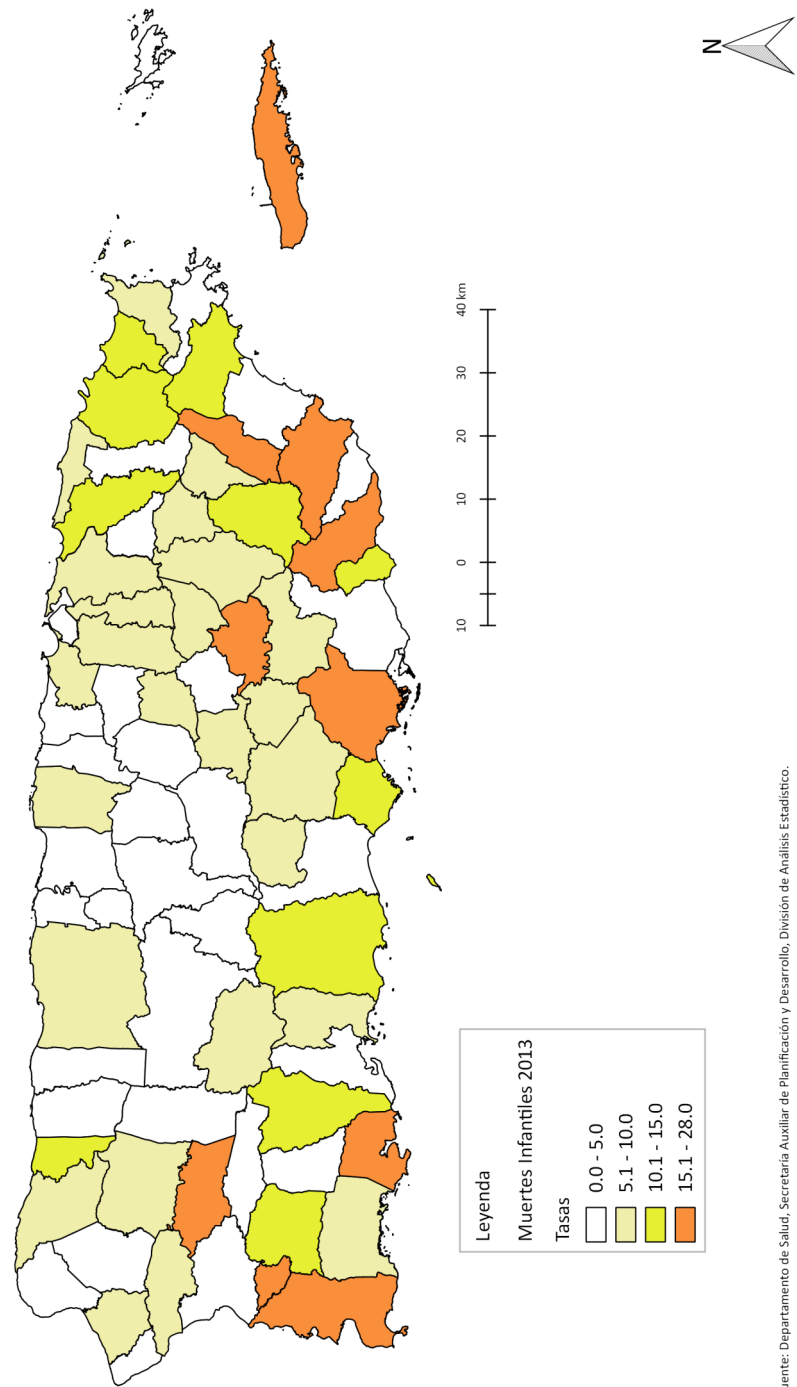 N
10 0 10 20 30 40 km
Leyenda
Muertes Infantiles 2013
Tasas
0.0 - 5.0
5.1 - 10.0
10.1 - 15.0
15.1 - 28.0
uente: Departamento de Salud, Secretaria Auxiliar de Planificación y Desarrollo, División de Análisis Estadístico.